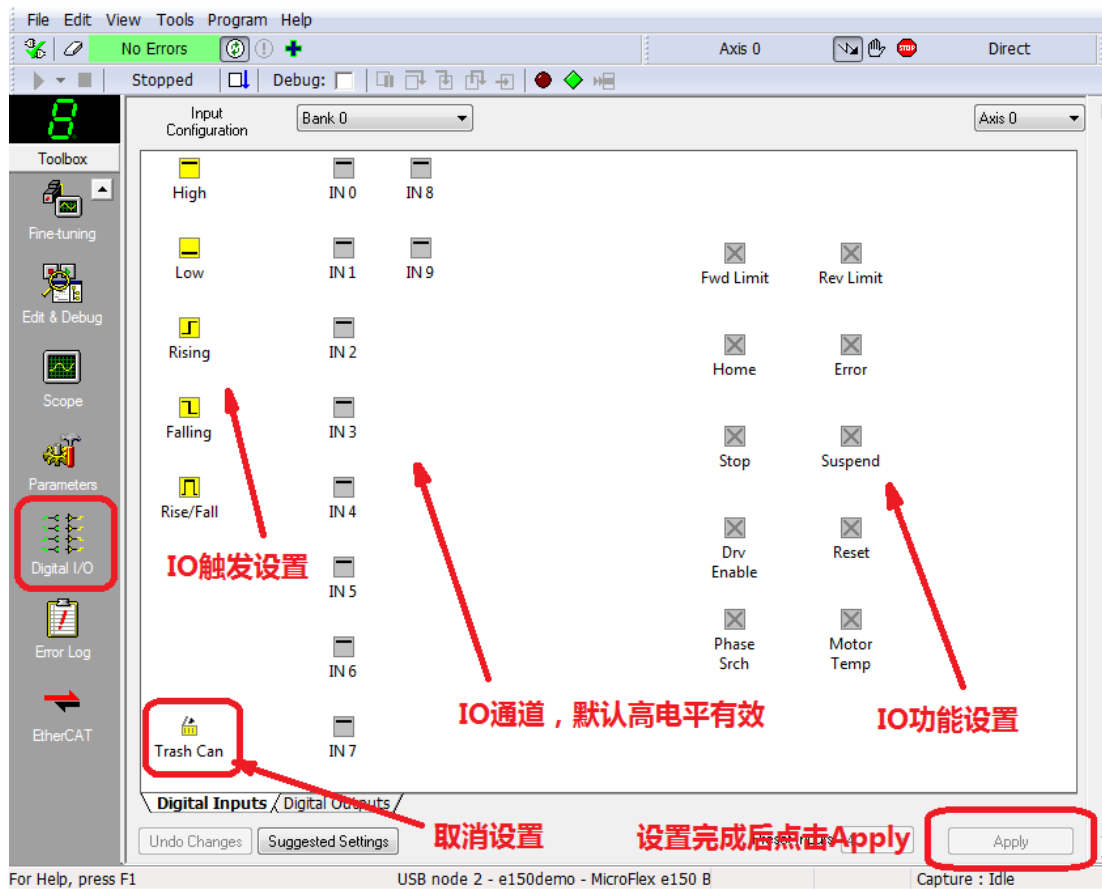 File Edit View Tools Program Help
No Errors Axis 0 Direct
Stopped Debug:
8
Input Configuration Bank 0 Axis 0
Toolbox
Fine-tuning
Edit & Debug
Scope
Parameters
Digital I/O
Error Log
EtherCAT
High IN 0 IN 8
Low IN 1 IN 9 Fwd Limit Rev Limit
Rising IN 2 Home Error
Falling IN 3 Stop Suspend
Rise/Fall IN 4
IO触发设置
Drv Enable Reset
IN 5
Phase Srch Motor Temp
IN 6
IO通道，默认高电平有效
IO功能设置
Trash Can IN 7
Digital Inputs Digital Outputs
取消设置
设置完成后点击Apply
Undo Changes Suggested Settings Apply
For Help, press F1 USB node 2 - e150demo - MicroFlex e150 B Capture : Idle